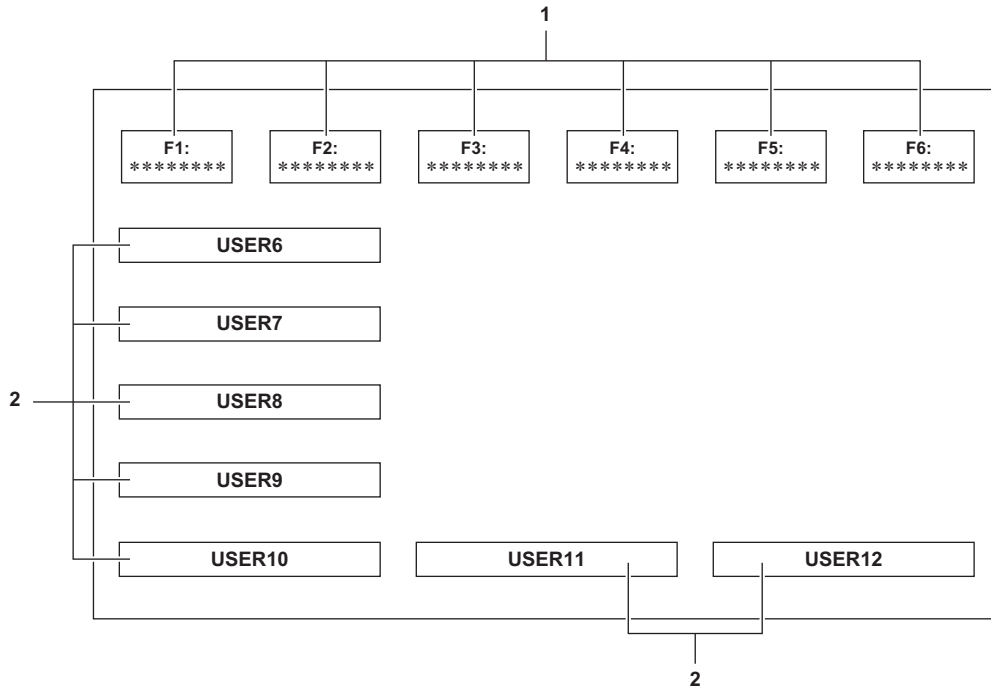 1
F1: F2: F3: F4: F5: F6:
******** ******** ******** ******** ******** ********
USER6
USER7
2 USER8
USER9
USER10 USER11 USER12
2